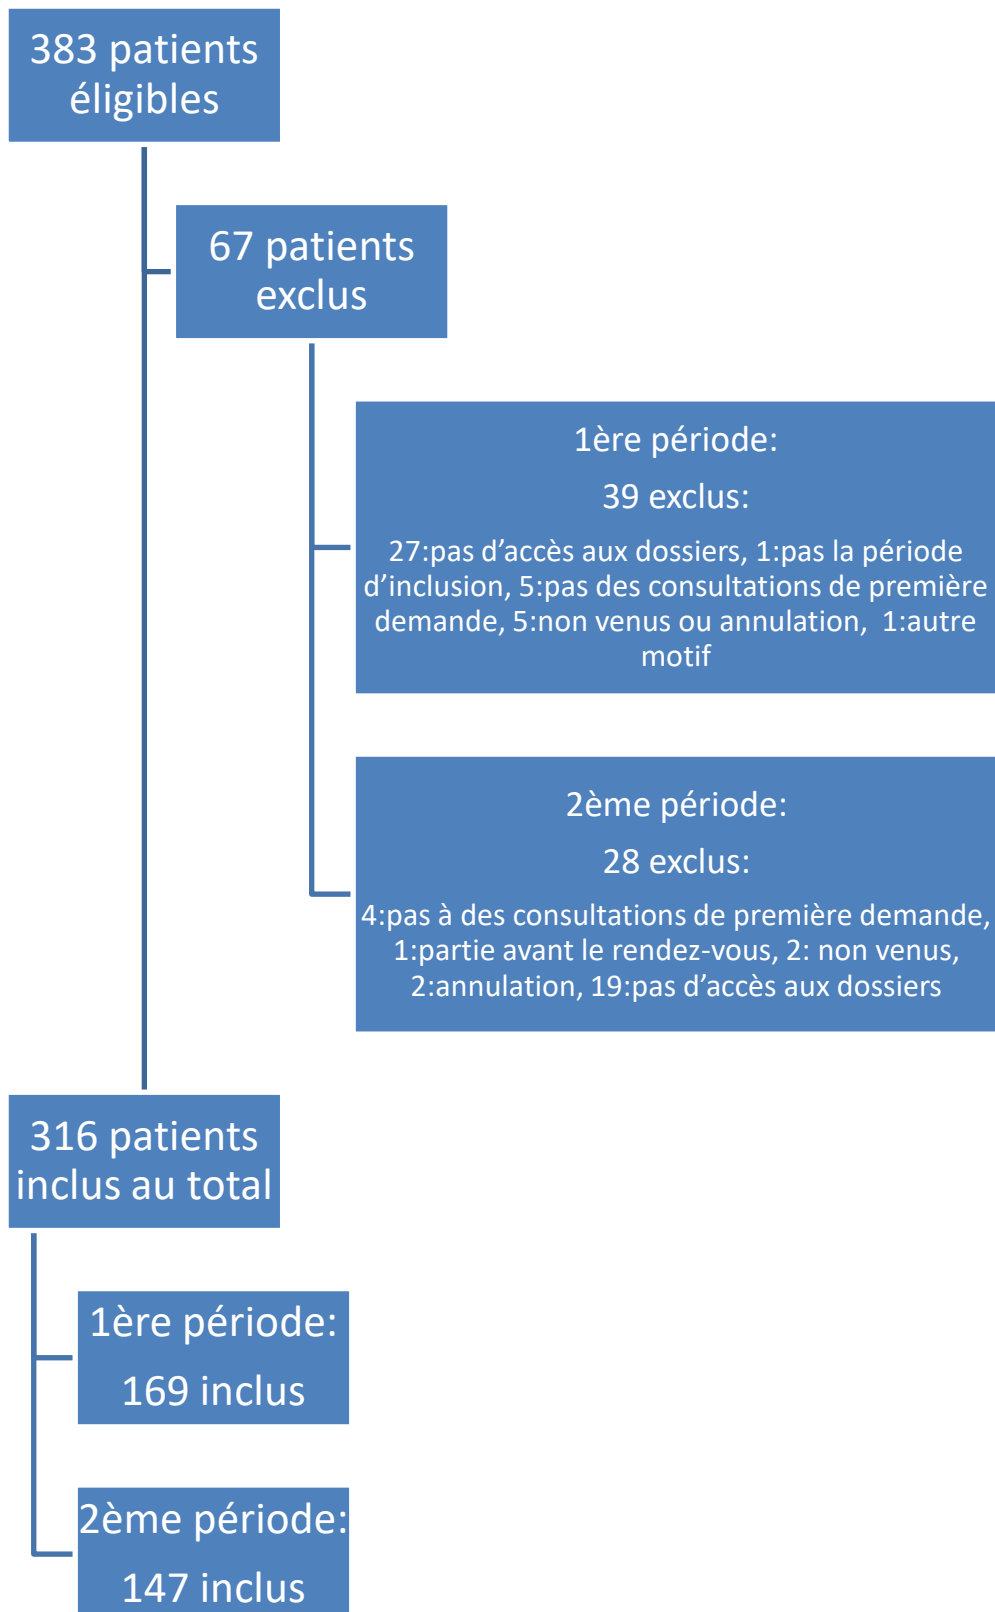 383 patients
éligibles
67 patients
exclus
1ère période:
39 exclus:
27:pas d’accès aux dossiers, 1:pas la période
d’inclusion, 5:pas des consultations de première
demande, 5:non venus ou annulation,  1:autre
motif
2ème période:
28 exclus:
4:pas à des consultations de première demande,
1:partie avant le rendez-vous, 2: non venus,
2:annulation, 19:pas d’accès aux dossiers
316 patients
inclus au total
1ère période:
169 inclus
2ème période:
147 inclus